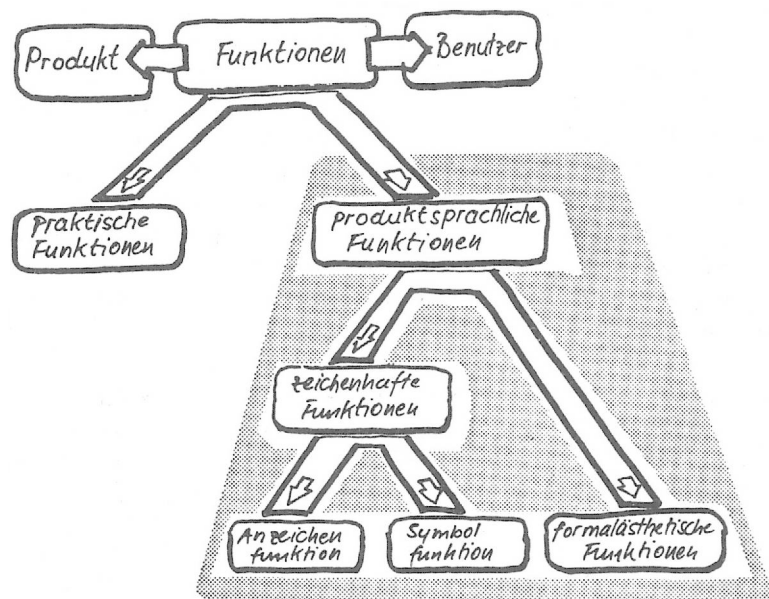 Produkt
Funktionen
Benutzer
praktische
Funktionen
produktsprachliche
Funktionen
zeichenhafte
Funktionen
Anzeichen
funktion
Symbol
funktion
formalästhetische
Funktionen